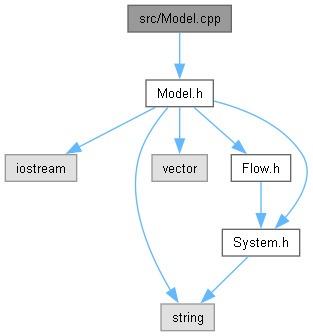 src/Model.cpp
Model.h
iostream
vector
Flow.h
System.h
string